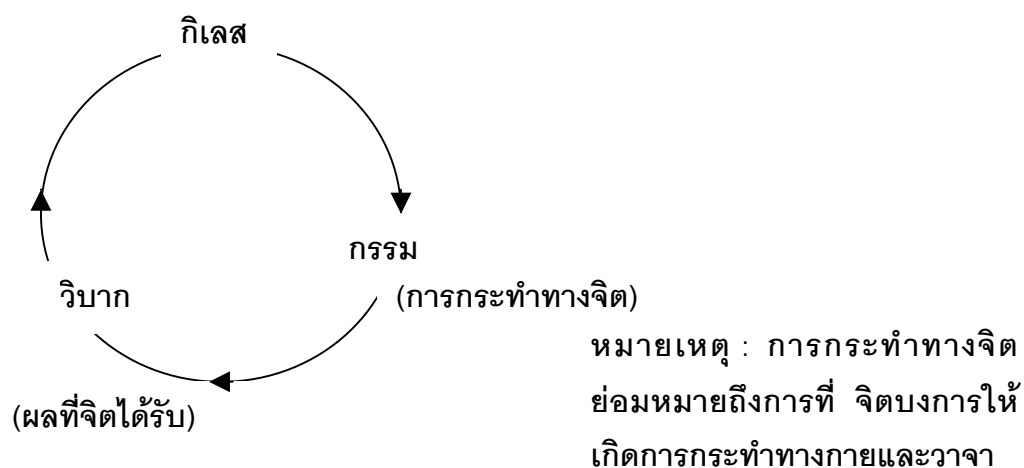 กิเลส
กรรม
วิบาก
(การกระทำทางจิต)
หมายเหตุ : การกระทำทางจิต
ย่อมหมายถึงการที่ จิตบงการให้
เกิดการกระทำทางกายและวาจา
(ผลที่จิตได้รับ)